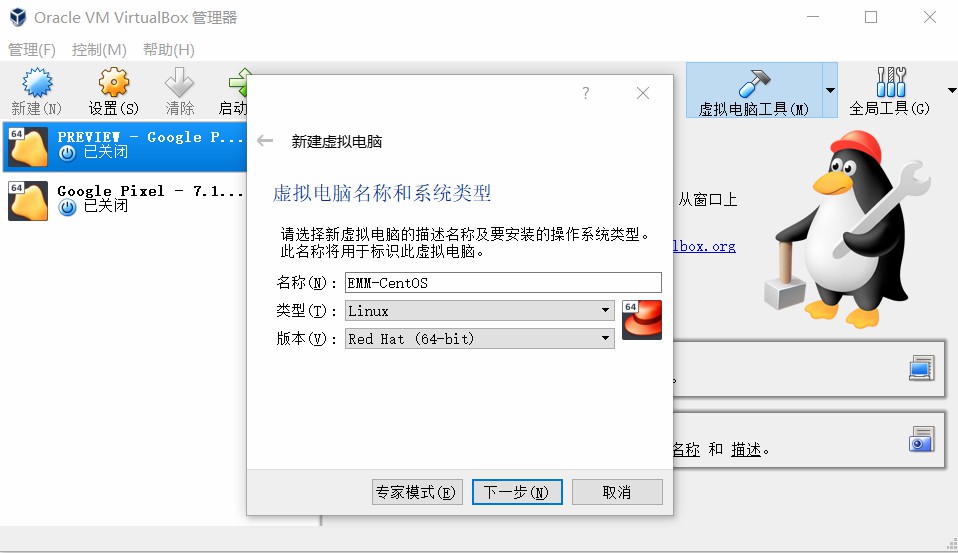 Oracle VM VirtualBox 管理器
管理(F) 控制(M) 帮助(H)
新建(N) 设置(S) 清除 启动
虚拟电脑工具(M) 全局工具(G)
64
PREVIEW - Google P...
已关闭
64
Google Pixel - 7.1...
已关闭
?
新建虚拟电脑
虚拟电脑名称和系统类型
请选择新虚拟电脑的描述名称及要安装的操作系统类型。
此名称将用于标识此虚拟电脑。
名称(N)： EMM-CentOS
类型(T)： Linux
64
版本(V)： Red Hat (64-bit)
专家模式(E) 下一步(N) 取消
从窗口上
lbox.org
。
名称 和 描述。